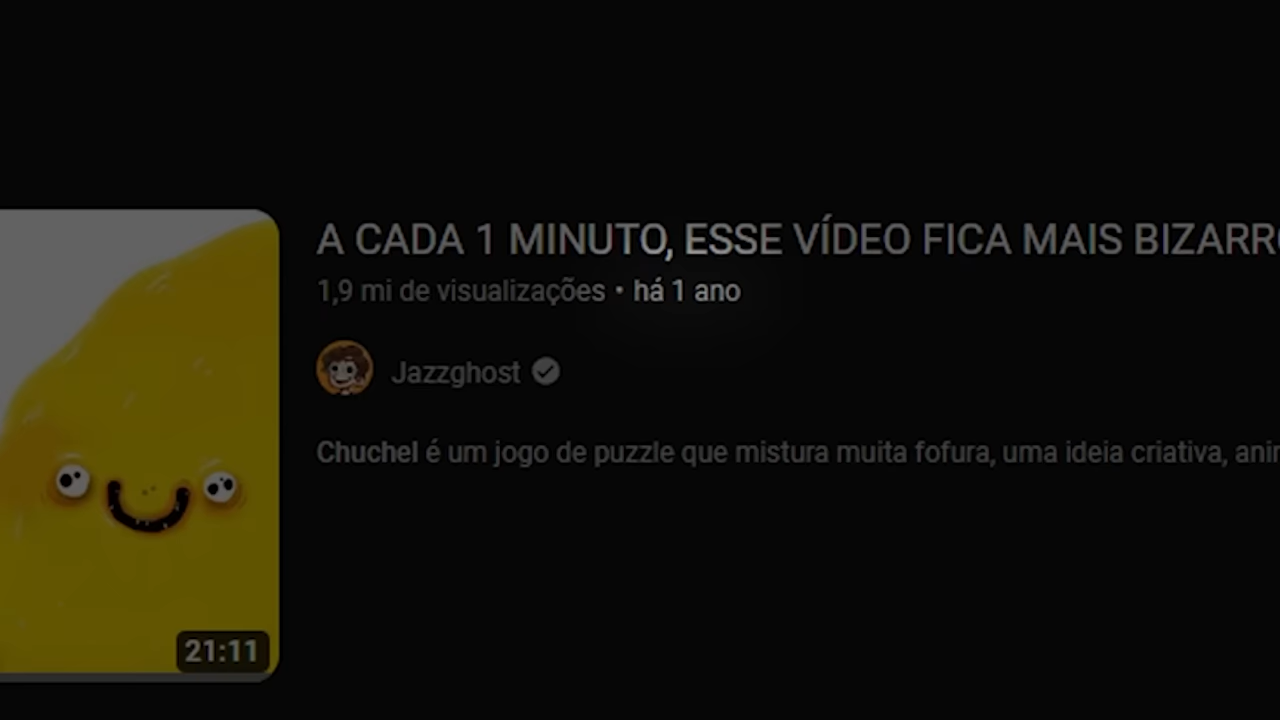 A CADA 1 MINUTO, ESSE VÍDEO FICA MAIS BIZARRO
1,9 mi de visualizações • há 1 ano
Jazzghost
Chuchel é um jogo de puzzle que mistura muita fofura, uma ideia criativa,
21:11